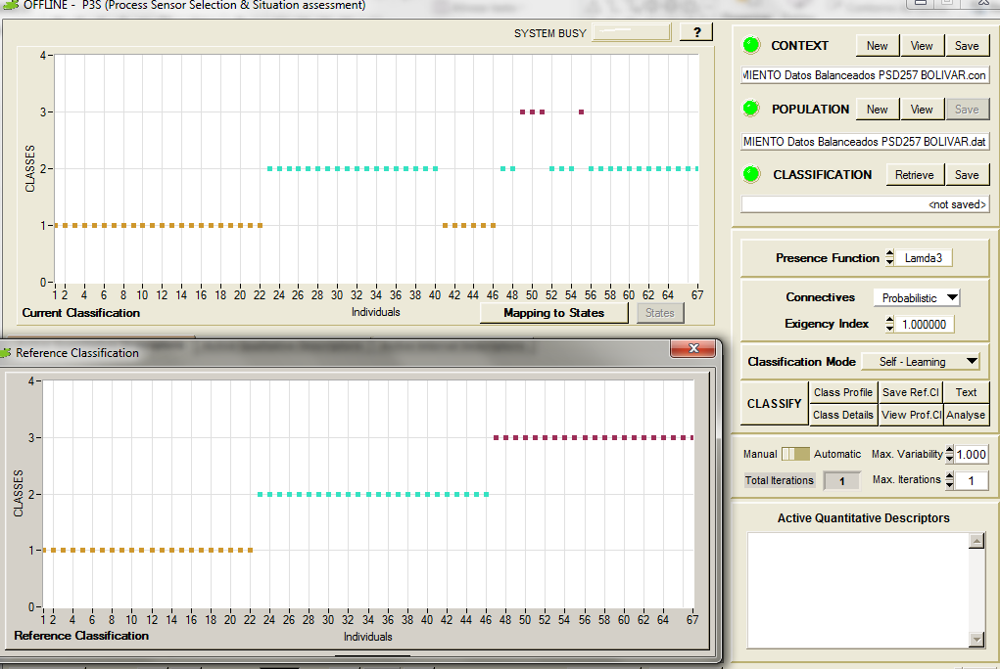 OFFLINE - P3S (Process Sensor Selection & Situation assessment)
SYSTEM BUSY
?
4
3
2
1
0
CLASSES
1 2 4 6 8 10 12 14 16 18 20 22 24 26 28 30 32 34 36 38 40 42 44 46 48 50 52 54 56 58 60 62 64 67
Current Classification
Individuals
Mapping to States
States
Reference Classification
4
3
2
1
0
CLASSES
1 2 4 6 8 10 12 14 16 18 20 22 24 26 28 30 32 34 36 38 40 42 44 46 48 50 52 54 56 58 60 62 64 67
Reference Classification
Individuals
CONTEXT
New
View
Save
MIENTO Datos Balanceados PSD257 BOLIVAR.con
POPULATION
New
View
Save
MIENTO Datos Balanceados PSD257 BOLIVAR.dat
CLASSIFICATION
Retrieve
Save
<not saved>
Presence Function
Lamda3
Connectives
Probabilistic
Exigency Index
1.000000
Classification Mode
Self - Learning
CLASSIFY
Class Profile
Save Ref.Cl
Text
Class Details
View Prof.Cl
Analyse
Manual
Automatic
Max. Variability
1.000
Total Iterations
1
Max. Iterations
1
Active Quantitative Descriptors